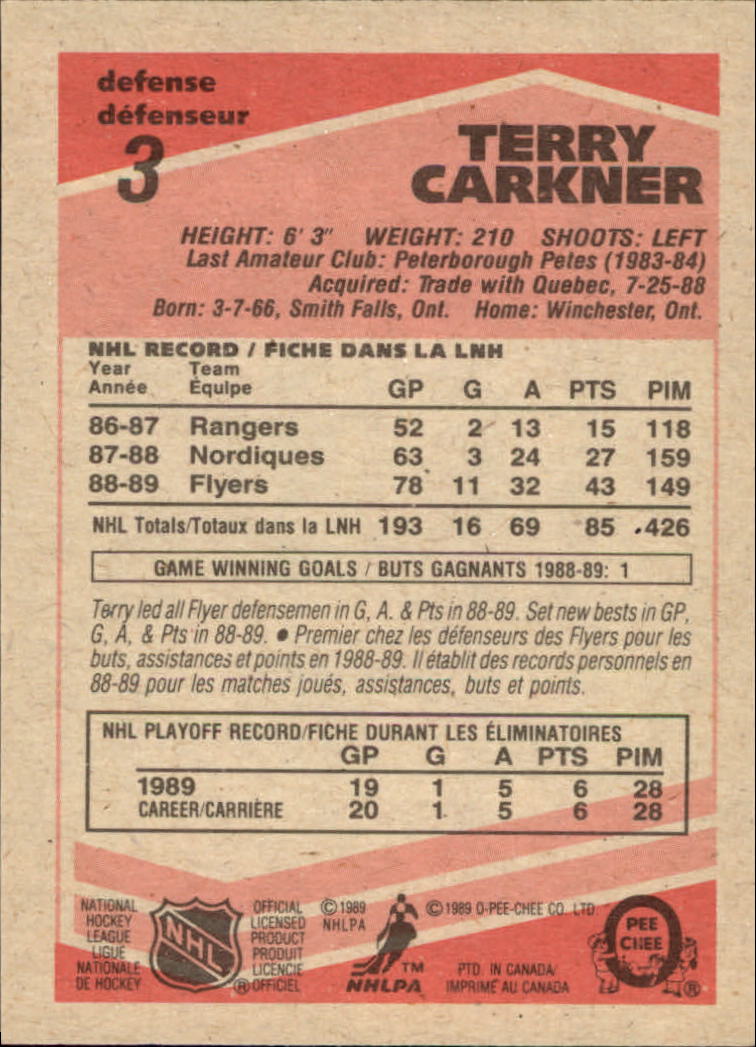 defense
défenseur
3
TERRY
CARKNER
HEIGHT: 6' 3" WEIGHT: 210 SHOOTS: LEFT
Last Amateur Club: Peterborough Petes (1983-84)
Acquired: Trade with Quebec, 7-25-88
Born: 3-7-66, Smith Falls, Ont. Home: Winchester, Ont.
NHL RECORD / FICHE DANS LA LNH
Year Team
Année Équipe GP G A PTS PIM
86-87 Rangers 52 2 13 15 118
87-88 Nordiques 63 3 24 27 159
88-89 Flyers 78 11 32 43 149
NHL Totals/Totaux dans la LNH 193 16 69 85 426
GAME WINNING GOALS / BUTS GAGNANTS 1988-89: 1
Terry led all Flyer defensemen in G, A. & Pts in 88-89. Set new bests in GP,
G, A, & Pts in 88-89. ● Premier chez les défenseurs des Flyers pour les
buts, assistances et points en 1988-89. Il établit des records personnels en
88-89 pour les matches joués, assistances, buts et points.
NHL PLAYOFF RECORD/FICHE DURANT LES ÉLIMINATOIRES
GP G A PTS PIM
1989 19 1 5 6 28
CAREER/CARRIÈRE 20 1 5 6 28
NATIONAL
HOCKEY
LEAGUE
LIGUE
NATIONALE
DE HOCKEY
NHL
®
OFFICIAL
LICENSED
PRODUCT
PRODUIT
LICENCIE
OFFICIEL
© 1989
NHLPA
TM
NHLPA
© 1989 O-PEE-CHEE CO. LTD.
PTD. IN CANADA/
IMPRIMÉ AU CANADA
PEE
CHEE
®